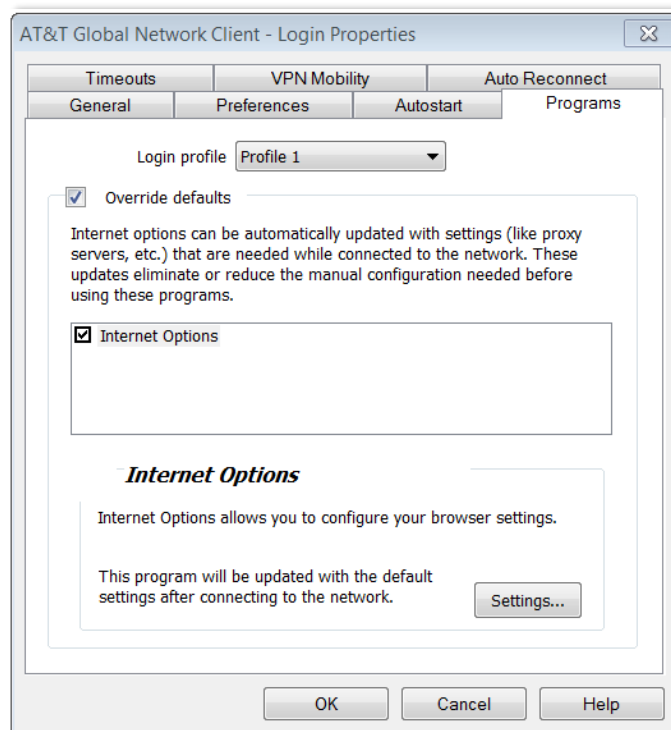 AT&T Global Network Client - Login Properties
Timeouts
VPN Mobility
Auto Reconnect
General
Preferences
Autostart
Programs
Login profile
Profile 1
Override defaults
Internet options can be automatically updated with settings (like proxy
servers, etc.) that are needed while connected to the network. These
updates eliminate or reduce the manual configuration needed before
using these programs.
Internet Options
Internet Options
Internet Options allows you to configure your browser settings.
This program will be updated with the default
settings after connecting to the network.
Settings...
OK
Cancel
Help